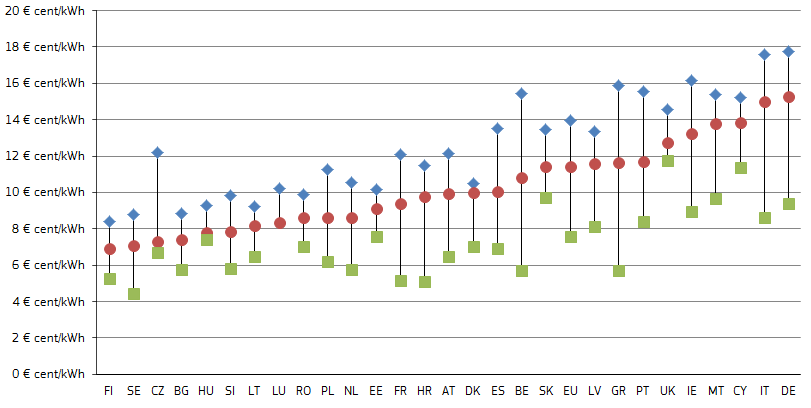 20 € cent/kWh
18 € cent/kWh
16 € cent/kWh
14 € cent/kWh
12 € cent/kWh
10 € cent/kWh
8 € cent/kWh
6 € cent/kWh
4 € cent/kWh
2 € cent/kWh
0 € cent/kWh
FI SE CZ BG HU SI LT LU RO PL NL EE FR HR AT DK ES BE SK EU LV GR PT UK IE MT CY IT DE